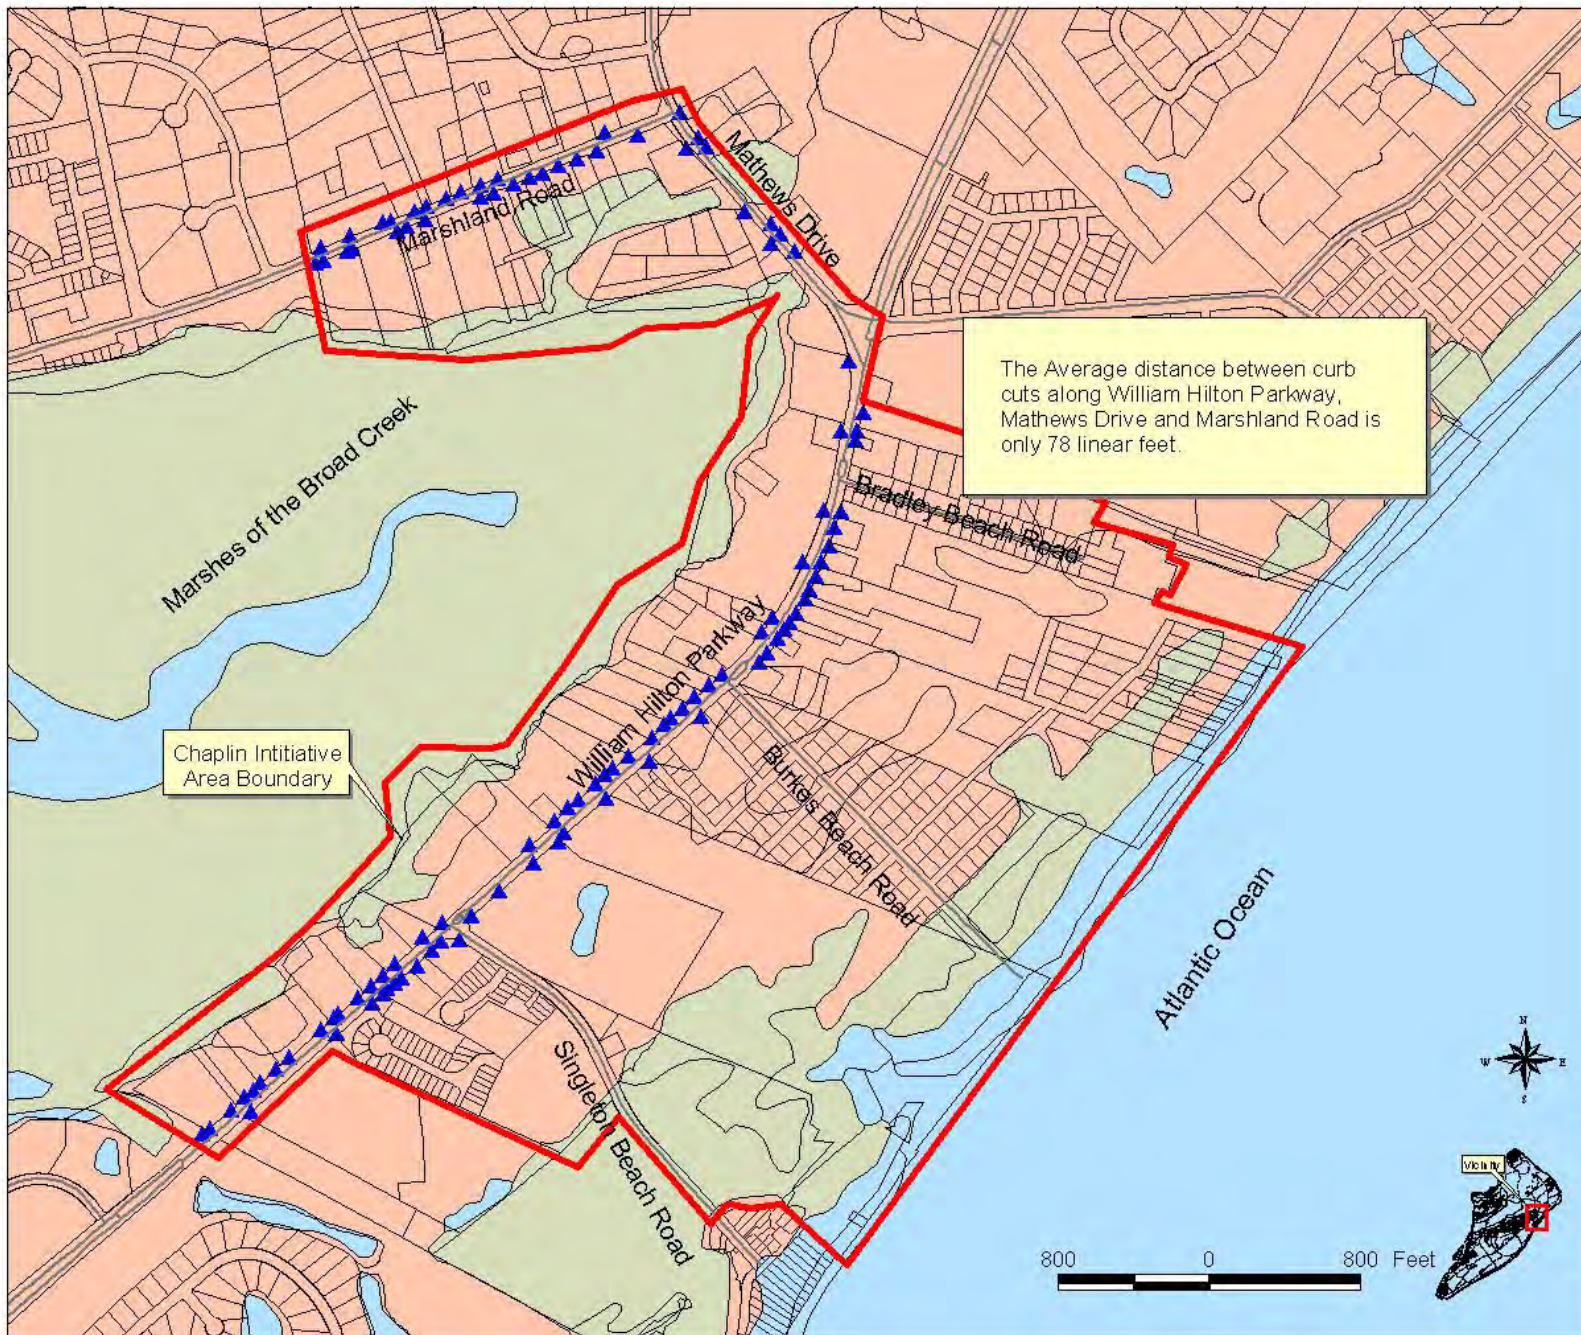 Mathews Drive
Marshland Road
The Average distance between curb
cuts along William Hilton Parkway,
Mathews Drive and Marshland Road is
only 78 linear feet.
Marshes of the Broad Creek
Bradley Beach Road
William Hilton Parkway
Chaplin Intitiative
Area Boundary
Burkes Beach Road
Atlantic Ocean
Singleton Beach Road
N
W
E
S
Vicinity
800
0
800 Feet